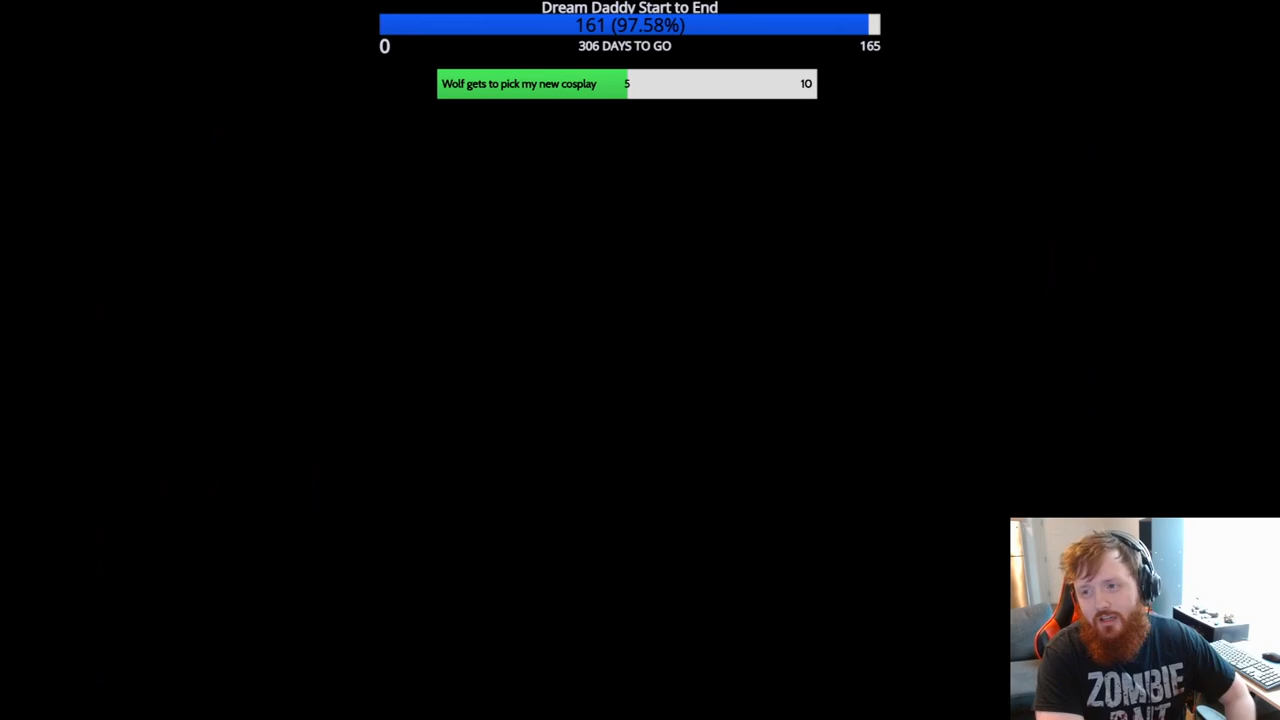 Dream Daddy Start to End
161 (97.58%)
0 306 DAYS TO GO 165
Wolf gets to pick my new cosplay 5 10
ZOMBIE